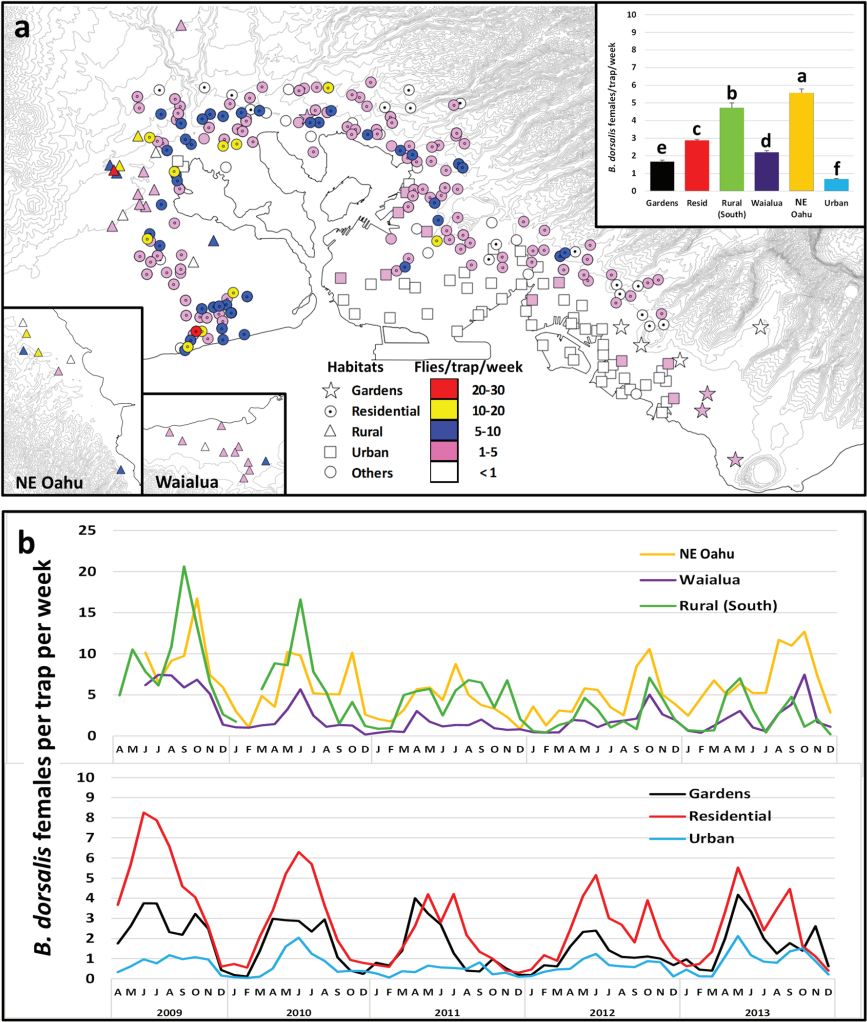 a
10
9
8
7
6
5
4
3
2
1
0
B. dorsalis females/trap/week
e
c
b
d
a
f
Gardens Resid Rural (South) Waialua NE Oahu Urban
Habitats Flies/trap/week
Gardens 20-30
Residential 10-20
Rural 5-10
Urban 1-5
Others < 1
NE Oahu
Waialua
b
B. dorsalis females per trap per week
25
20
15
10
5
0
NE Oahu
Waialua
Rural (South)
A M J J A S O N D J F M A M J J A S O N D J F M A M J J A S O N D J F M A M J J A S O N D J F M A M J J A S O N D
10
9
8
7
6
5
4
3
2
1
0
Gardens
Residential
Urban
A M J J A S O N D J F M A M J J A S O N D J F M A M J J A S O N D J F M A M J J A S O N D J F M A M J J A S O N D
2009 2010 2011 2012 2013